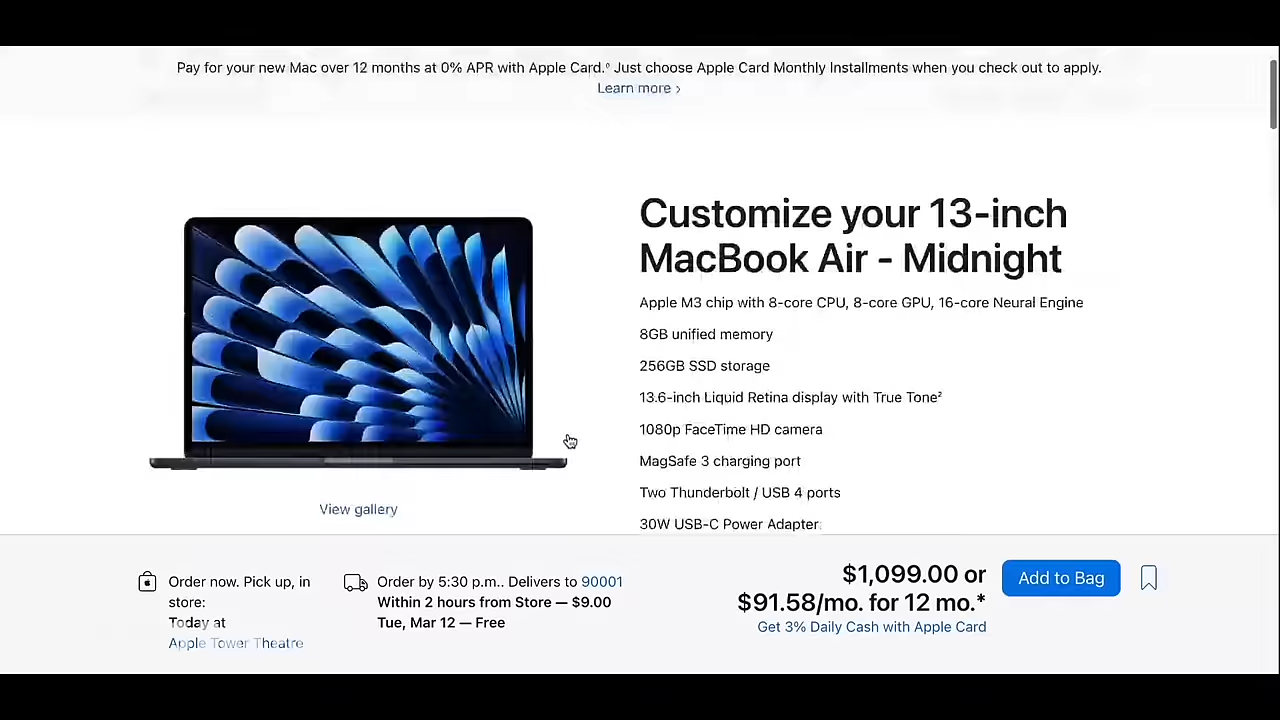 Pay for your new Mac over 12 months at 0% APR with Apple Card.◊ Just choose Apple Card Monthly Installments when you check out to apply.
Learn more >
Customize your 13-inch
MacBook Air - Midnight
Apple M3 chip with 8-core CPU, 8-core GPU, 16-core Neural Engine
8GB unified memory
256GB SSD storage
13.6-inch Liquid Retina display with True Tone²
1080p FaceTime HD camera
MagSafe 3 charging port
Two Thunderbolt / USB 4 ports
30W USB-C Power Adapter
View gallery
Order now. Pick up, in
store:
Today at
Apple Tower Theatre
Order by 5:30 p.m.. Delivers to 90001
Within 2 hours from Store — $9.00
Tue, Mar 12 — Free
$1,099.00 or
$91.58/mo. for 12 mo.*
Get 3% Daily Cash with Apple Card
Add to Bag